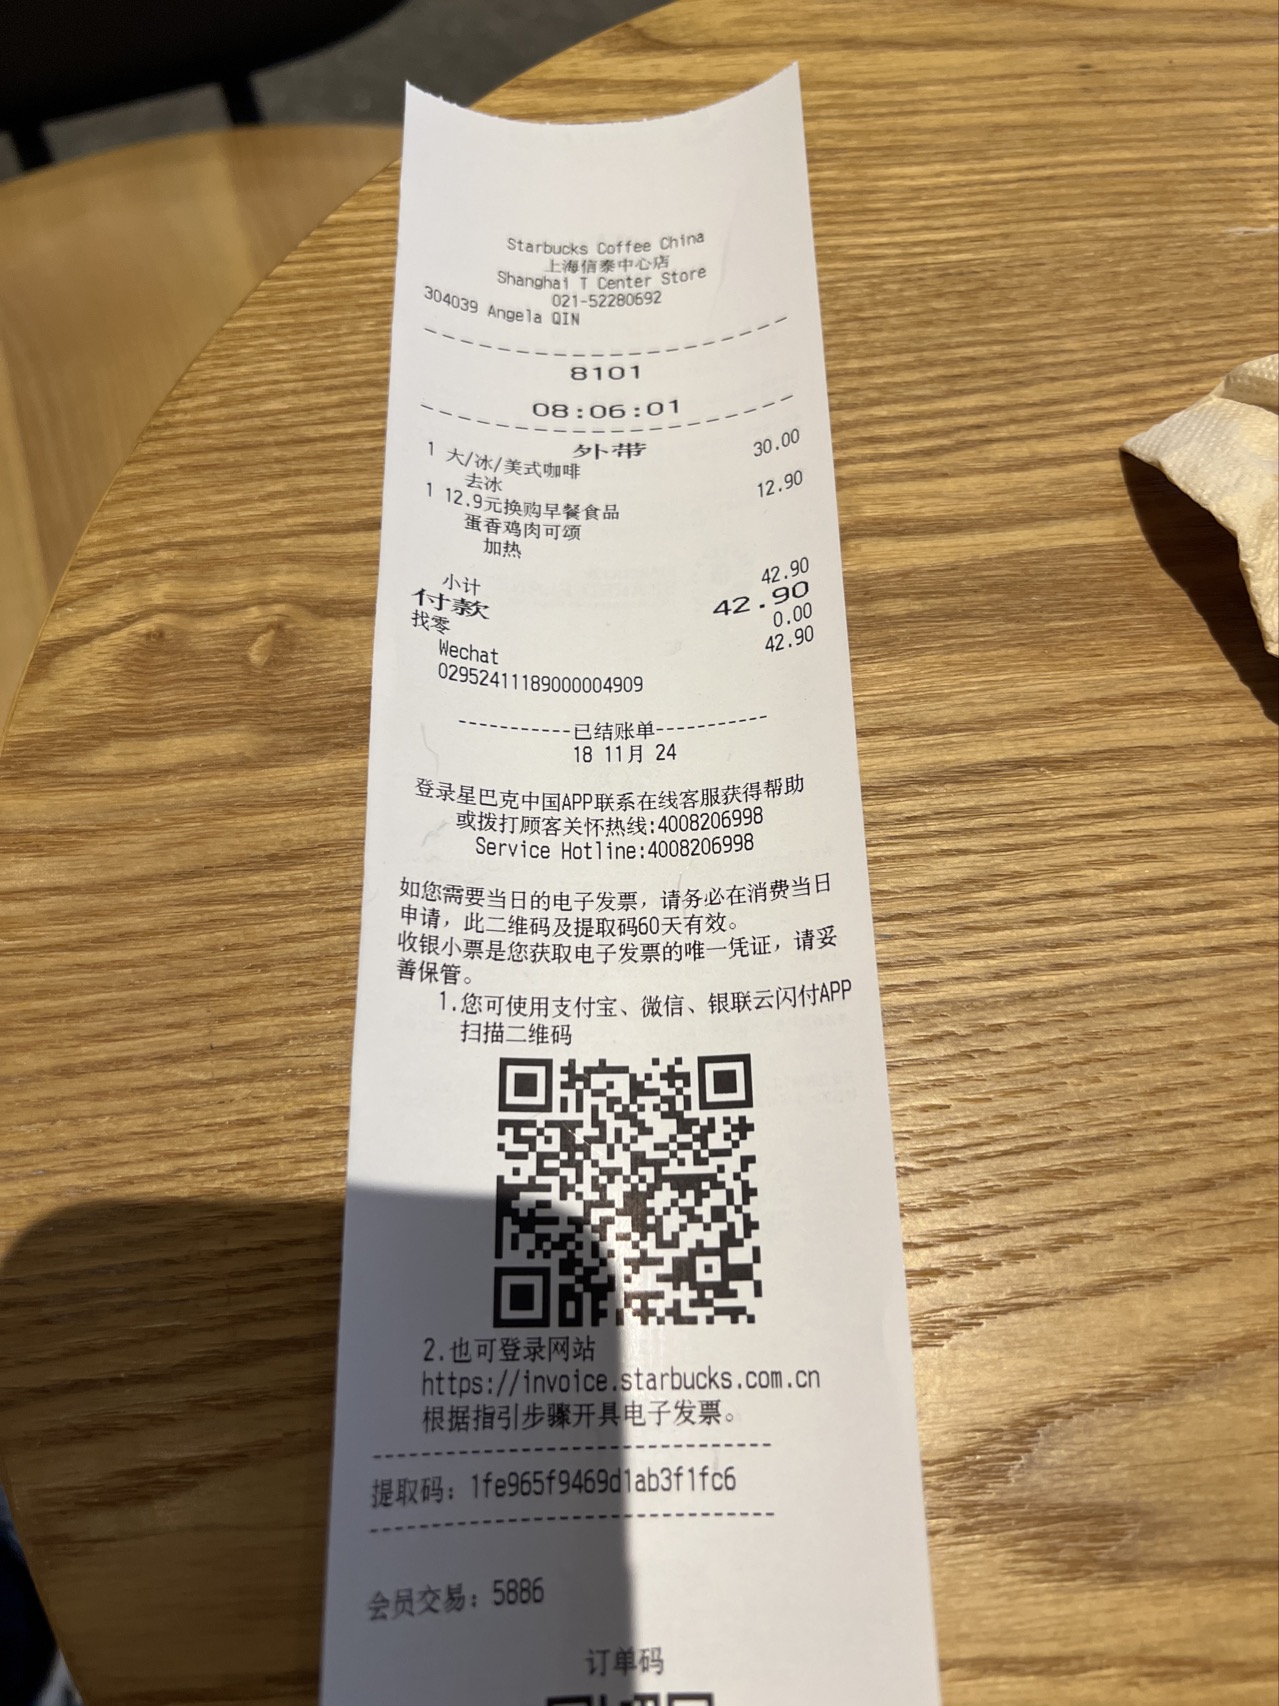 Starbucks Coffee China
上海信泰中心店
Shanghai T Center Store
021-52280692
304039 Angela QIN
8101
08:06:01
外带
1 大/冰/美式咖啡 30.00
去冰
1 12.9元换购早餐食品 12.90
蛋香鸡肉可颂
加热
小计 42.90
付款 42.90
找零 0.00
Wechat 42.90
02952411189000004909
-----------已结账单-----------
18 11月 24
登录星巴克中国APP联系在线客服获得帮助
或拨打顾客关怀热线:4008206998
Service Hotline:4008206998
如您需要当日的电子发票，请务必在消费当日
申请，此二维码及提取码60天有效。
收银小票是您获取电子发票的唯一凭证，请妥
善保管。
1.您可使用支付宝、微信、银联云闪付APP
扫描二维码
2.也可登录网站
https://invoice.starbucks.com.cn
根据指引步骤开具电子发票。
提取码：1fe965f9469d1ab3f1fc6
会员交易：5886
订单码